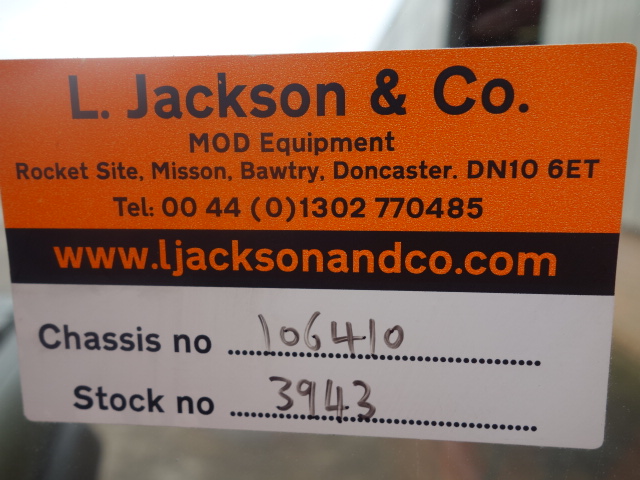 L. Jackson & Co.
MOD Equipment
Rocket Site, Misson, Bawtry, Doncaster. DN10 6ET
Tel: 00 44 (0)1302 770485
www.ljacksonandco.com
Chassis no 106410
Stock no 3943